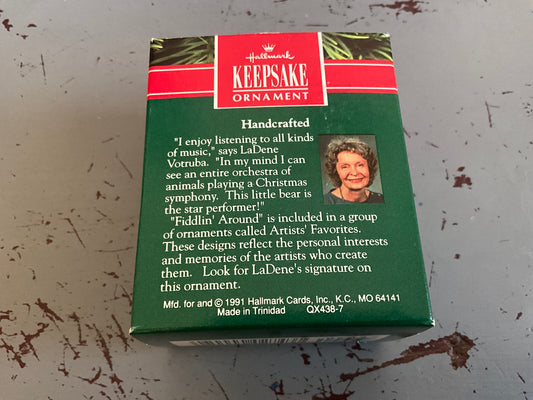 Hallmark
KEEPSAKE
ORNAMENT
Handcrafted
"I enjoy listening to all kinds
of music," says LaDene
Votruba. "In my mind I can
see an entire orchestra of
animals playing a Christmas
symphony. This little bear is
the star performer!"
"Fiddlin' Around" is included in a group
of ornaments called Artists' Favorites.
These designs reflect the personal interests
and memories of the artists who create
them. Look for LaDene's signature on
this ornament.
Mfd. for and © 1991 Hallmark Cards, Inc., K.C., MO 64141
Made in Trinidad QX438-7